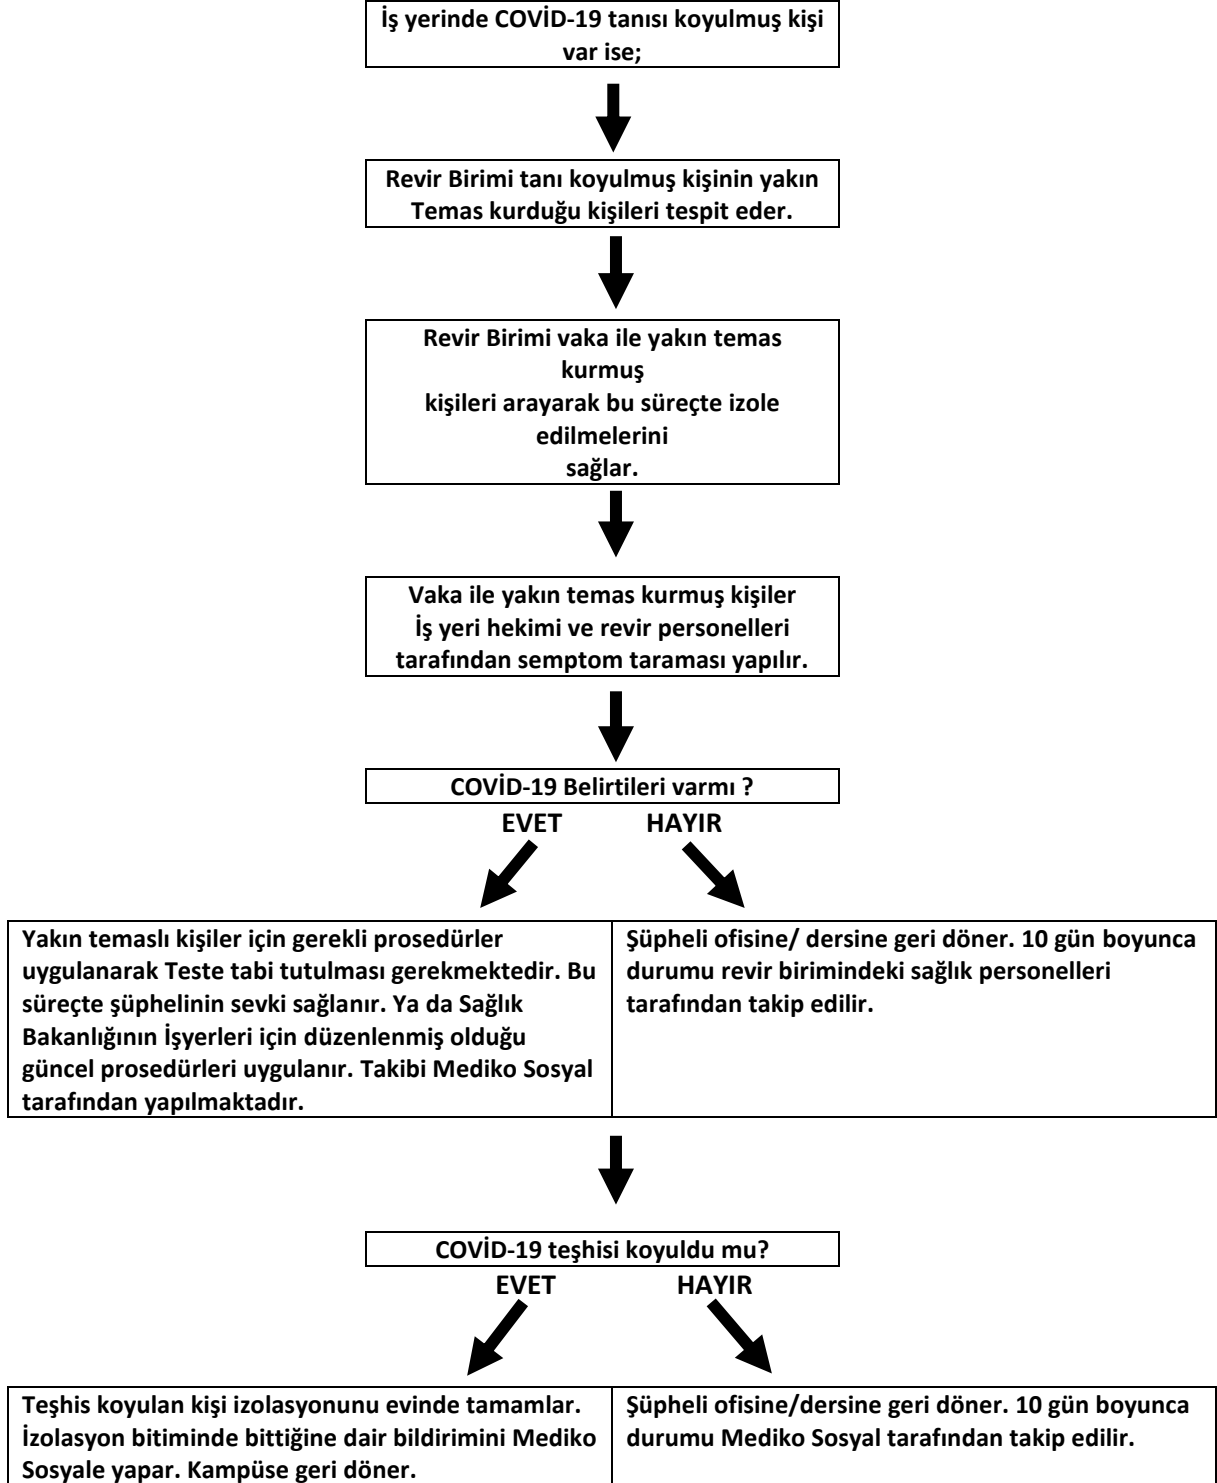 İş yerinde COVİD-19 tanısı koyulmuş kişi
var ise;
Revir Birimi tanı koyulmuş kişinin yakın
Temas kurduğu kişileri tespit eder.
Revir Birimi vaka ile yakın temas
kurmuş
kişileri arayarak bu süreçte izole
edilmelerini
sağlar.
Vaka ile yakın temas kurmuş kişiler
İş yeri hekimi ve revir personelleri
tarafından semptom taraması yapılır.
COVİD-19 Belirtileri varmı ?
EVET HAYIR
Yakın temaslı kişiler için gerekli prosedürler
uygulanarak Teste tabi tutulması gerekmektedir. Bu
süreçte şüphelinin sevki sağlanır. Ya da Sağlık
Bakanlığının İşyerleri için düzenlenmiş olduğu
güncel prosedürleri uygulanır. Takibi Mediko Sosyal
tarafından yapılmaktadır.
Şüpheli ofisine/ dersine geri döner. 10 gün boyunca
durumu revir birimindeki sağlık personelleri
tarafından takip edilir.
COVİD-19 teşhisi koyuldu mu?
EVET HAYIR
Teşhis koyulan kişi izolasyonunu evinde tamamlar.
İzolasyon bitiminde bittiğine dair bildirimini Mediko
Sosyale yapar. Kampüse geri döner.
Şüpheli ofisine/dersine geri döner. 10 gün boyunca
durumu Mediko Sosyal tarafından takip edilir.